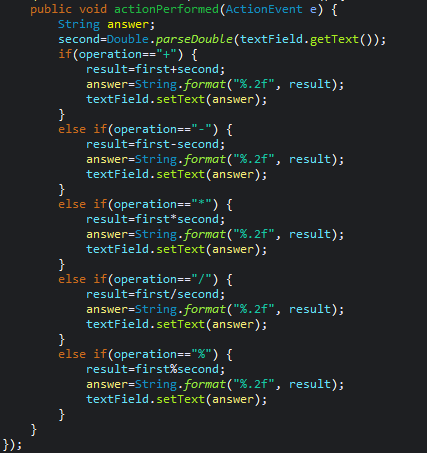 public void actionPerformed(ActionEvent e) {
String answer;
second=Double.parseDouble(textField.getText());
if(operation=="+") {
result=first+second;
answer=String.format("%.2f", result);
textField.setText(answer);
}
else if(operation=="-") {
result=first-second;
answer=String.format("%.2f", result);
textField.setText(answer);
}
else if(operation=="*") {
result=first*second;
answer=String.format("%.2f", result);
textField.setText(answer);
}
else if(operation=="/") {
result=first/second;
answer=String.format("%.2f", result);
textField.setText(answer);
}
else if(operation=="%") {
result=first%second;
answer=String.format("%.2f", result);
textField.setText(answer);
}
}
});